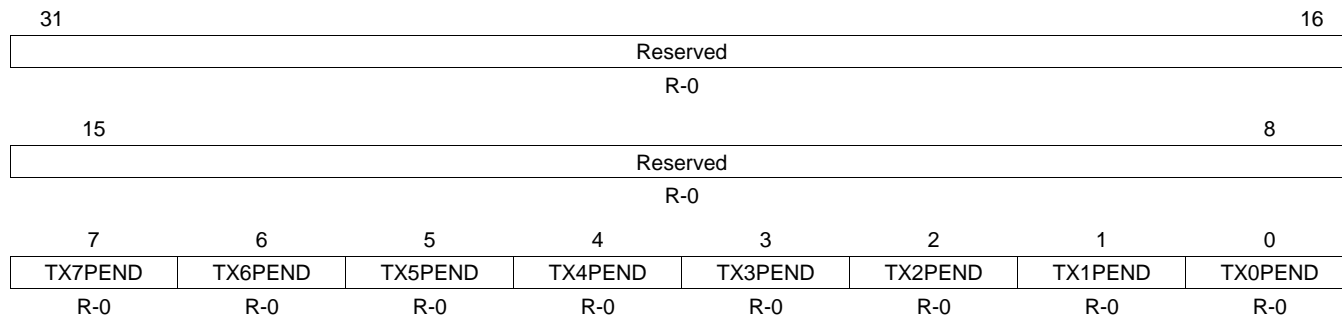 31 16
Reserved
R-0
15 8
Reserved
R-0
7 6 5 4 3 2 1 0
TX7PEND TX6PEND TX5PEND TX4PEND TX3PEND TX2PEND TX1PEND TX0PEND
R-0 R-0 R-0 R-0 R-0 R-0 R-0 R-0